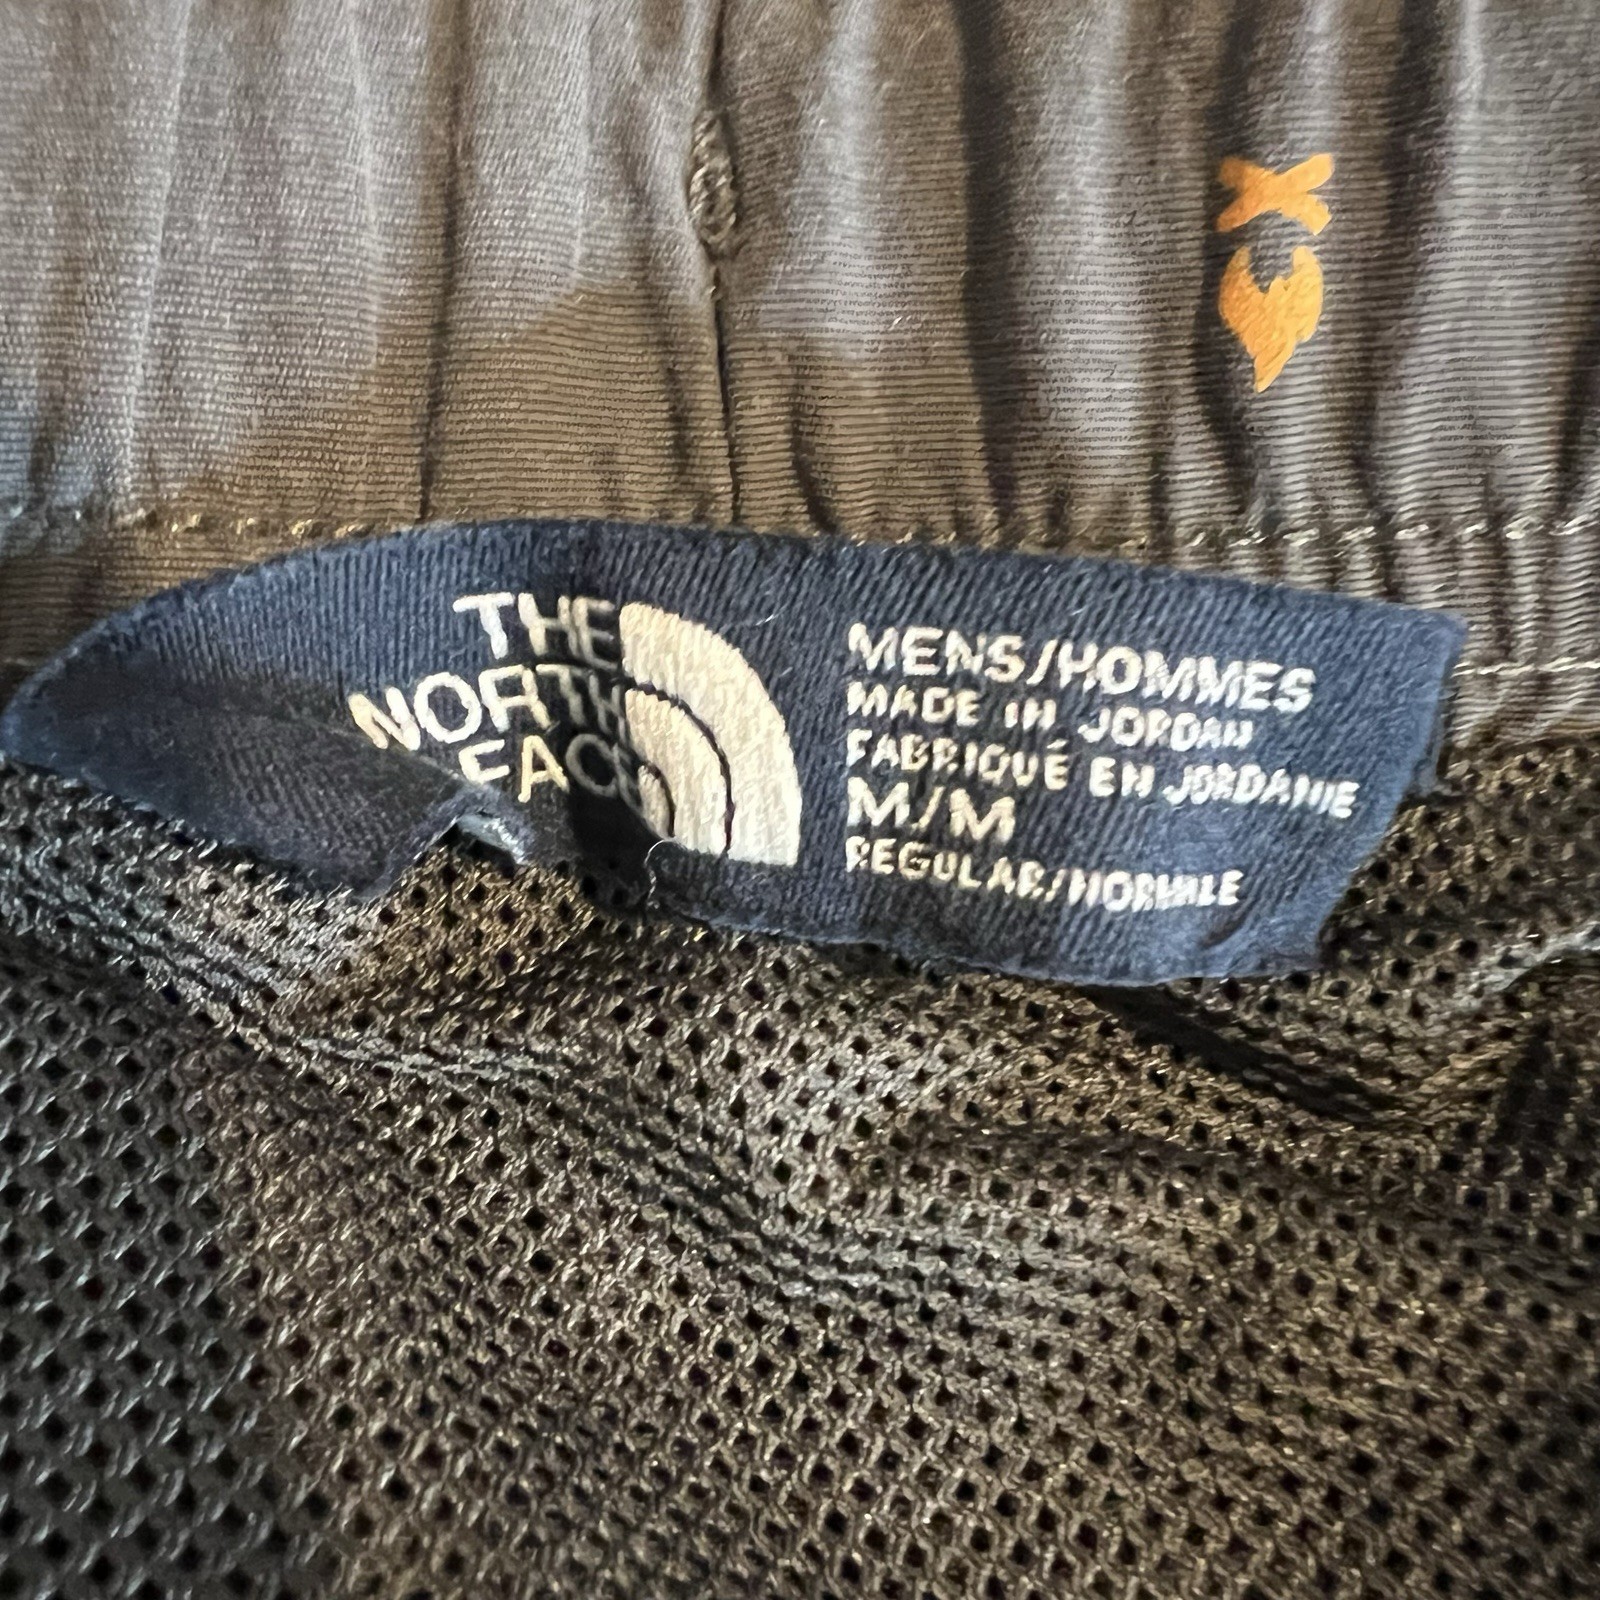 THE
NORTH
FACE
MENS/HOMMES
MADE IN JORDAN
FABRIQUÉ EN JORDANIE
M/M
REGULAR/NORMALE